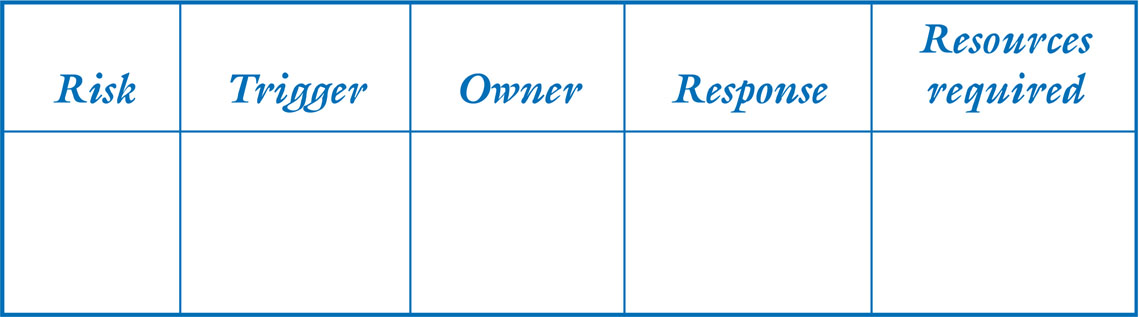 Risk
Trigger
Owner
Response
Resources
required